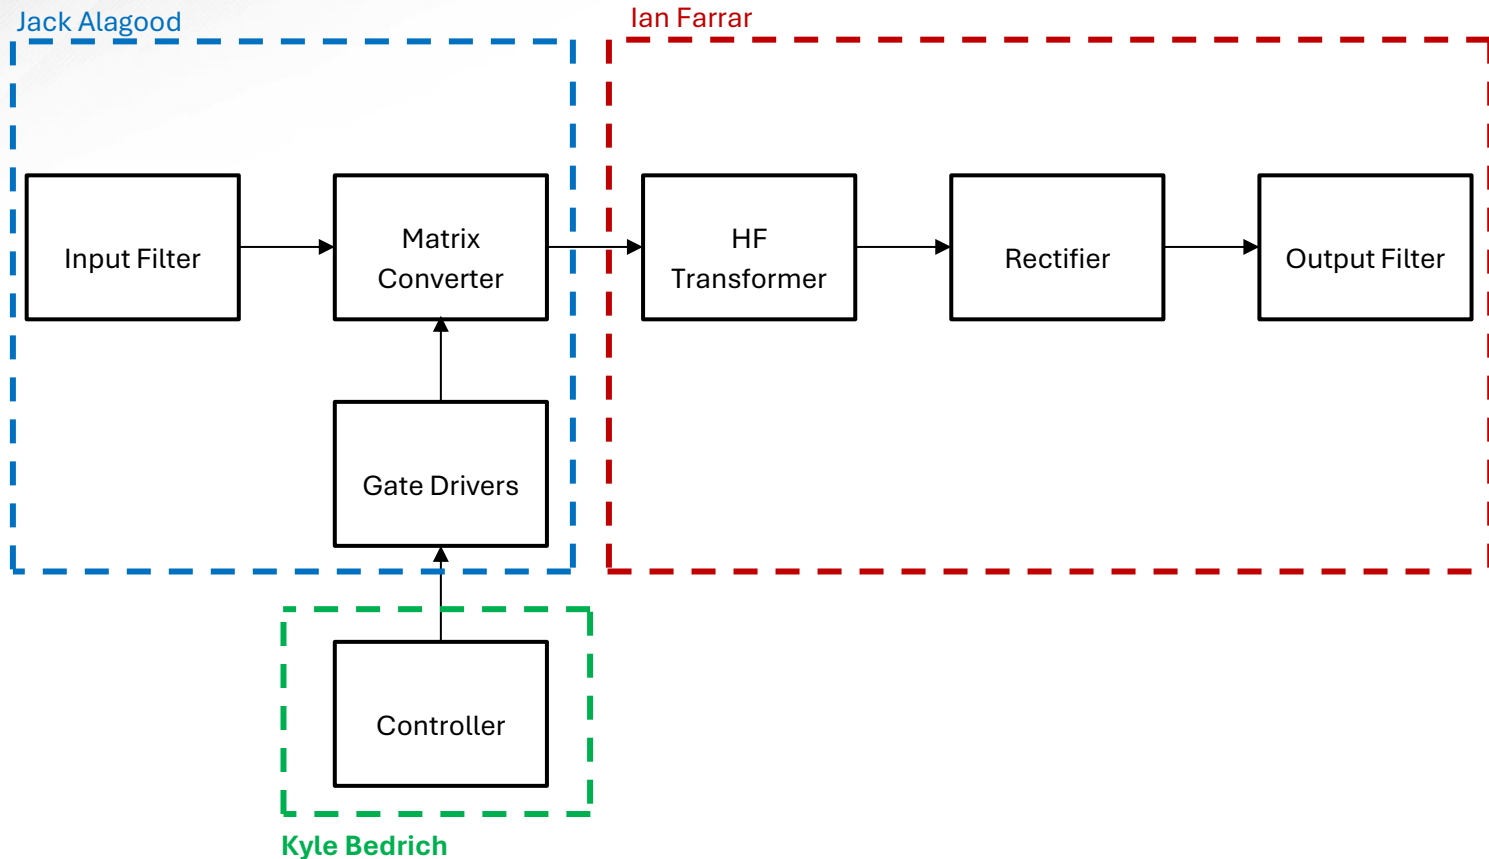 Jack Alagood
Ian Farrar
Input Filter
Matrix
Converter
HF
Transformer
Rectifier
Output Filter
Gate Drivers
Controller
Kyle Bedrich